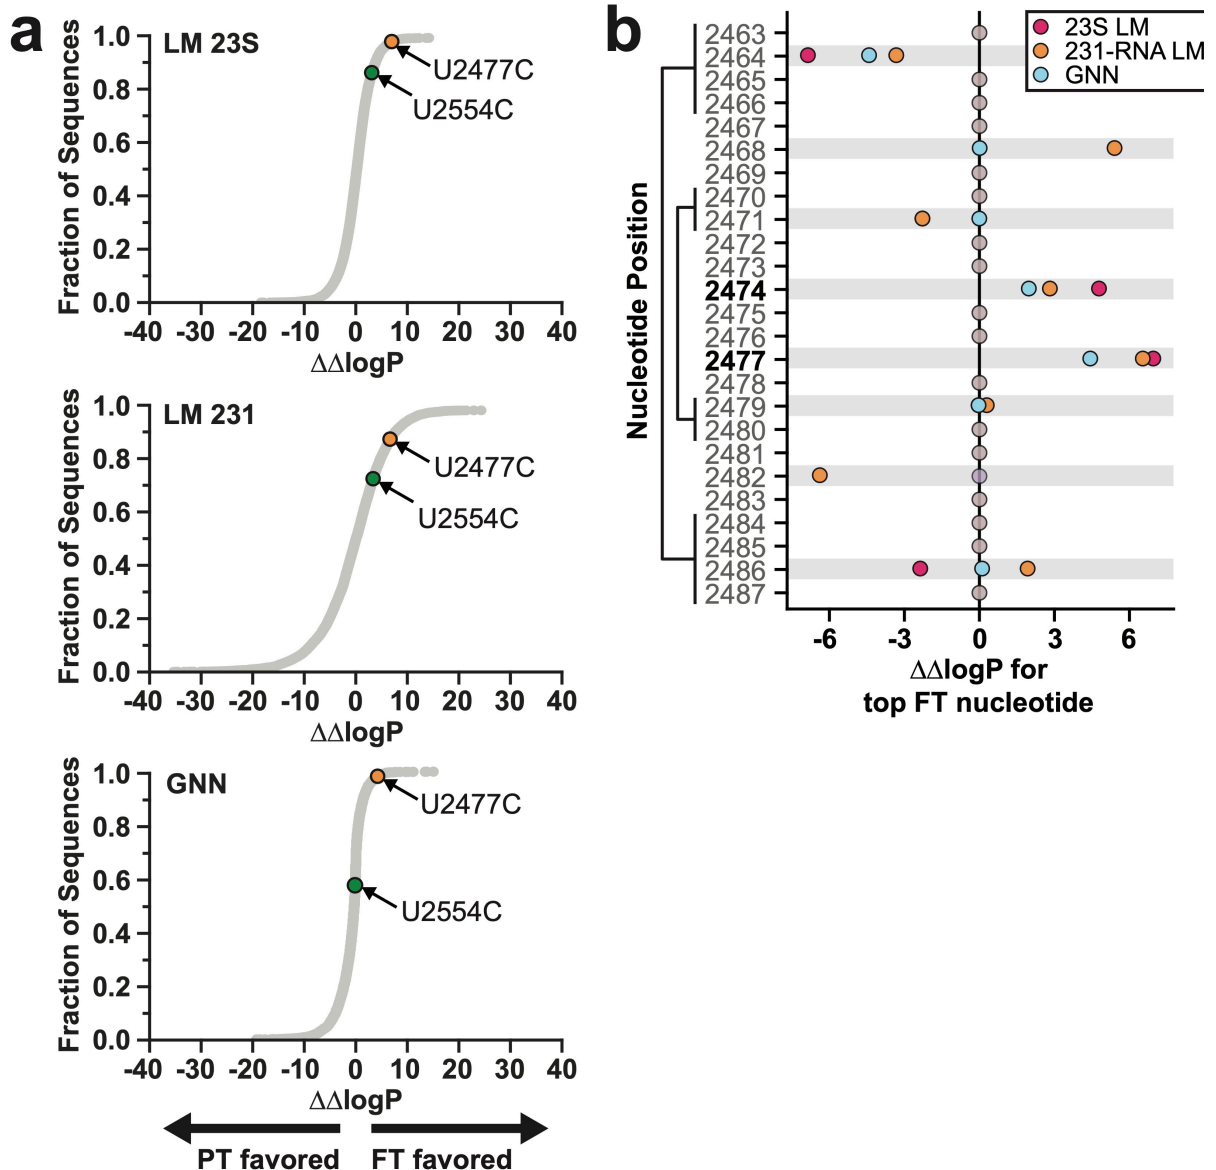 a
LM 23S
Fraction of Sequences
1.0
0.8
0.6
0.4
0.2
0.0
U2477C
U2554C
-40 -30 -20 -10 0 10 20 30 40
ΔΔlogP
LM 231
Fraction of Sequences
1.0
0.8
0.6
0.4
0.2
0.0
U2477C
U2554C
-40 -30 -20 -10 0 10 20 30 40
ΔΔlogP
GNN
Fraction of Sequences
1.0
0.8
0.6
0.4
0.2
0.0
U2477C
U2554C
-40 -30 -20 -10 0 10 20 30 40
ΔΔlogP
PT favored FT favored
b
23S LM
231-RNA LM
GNN
Nucleotide Position
2463
2464
2465
2466
2467
2468
2469
2470
2471
2472
2473
2474
2475
2476
2477
2478
2479
2480
2481
2482
2483
2484
2485
2486
2487
-6 -3 0 3 6
ΔΔlogP for
top FT nucleotide